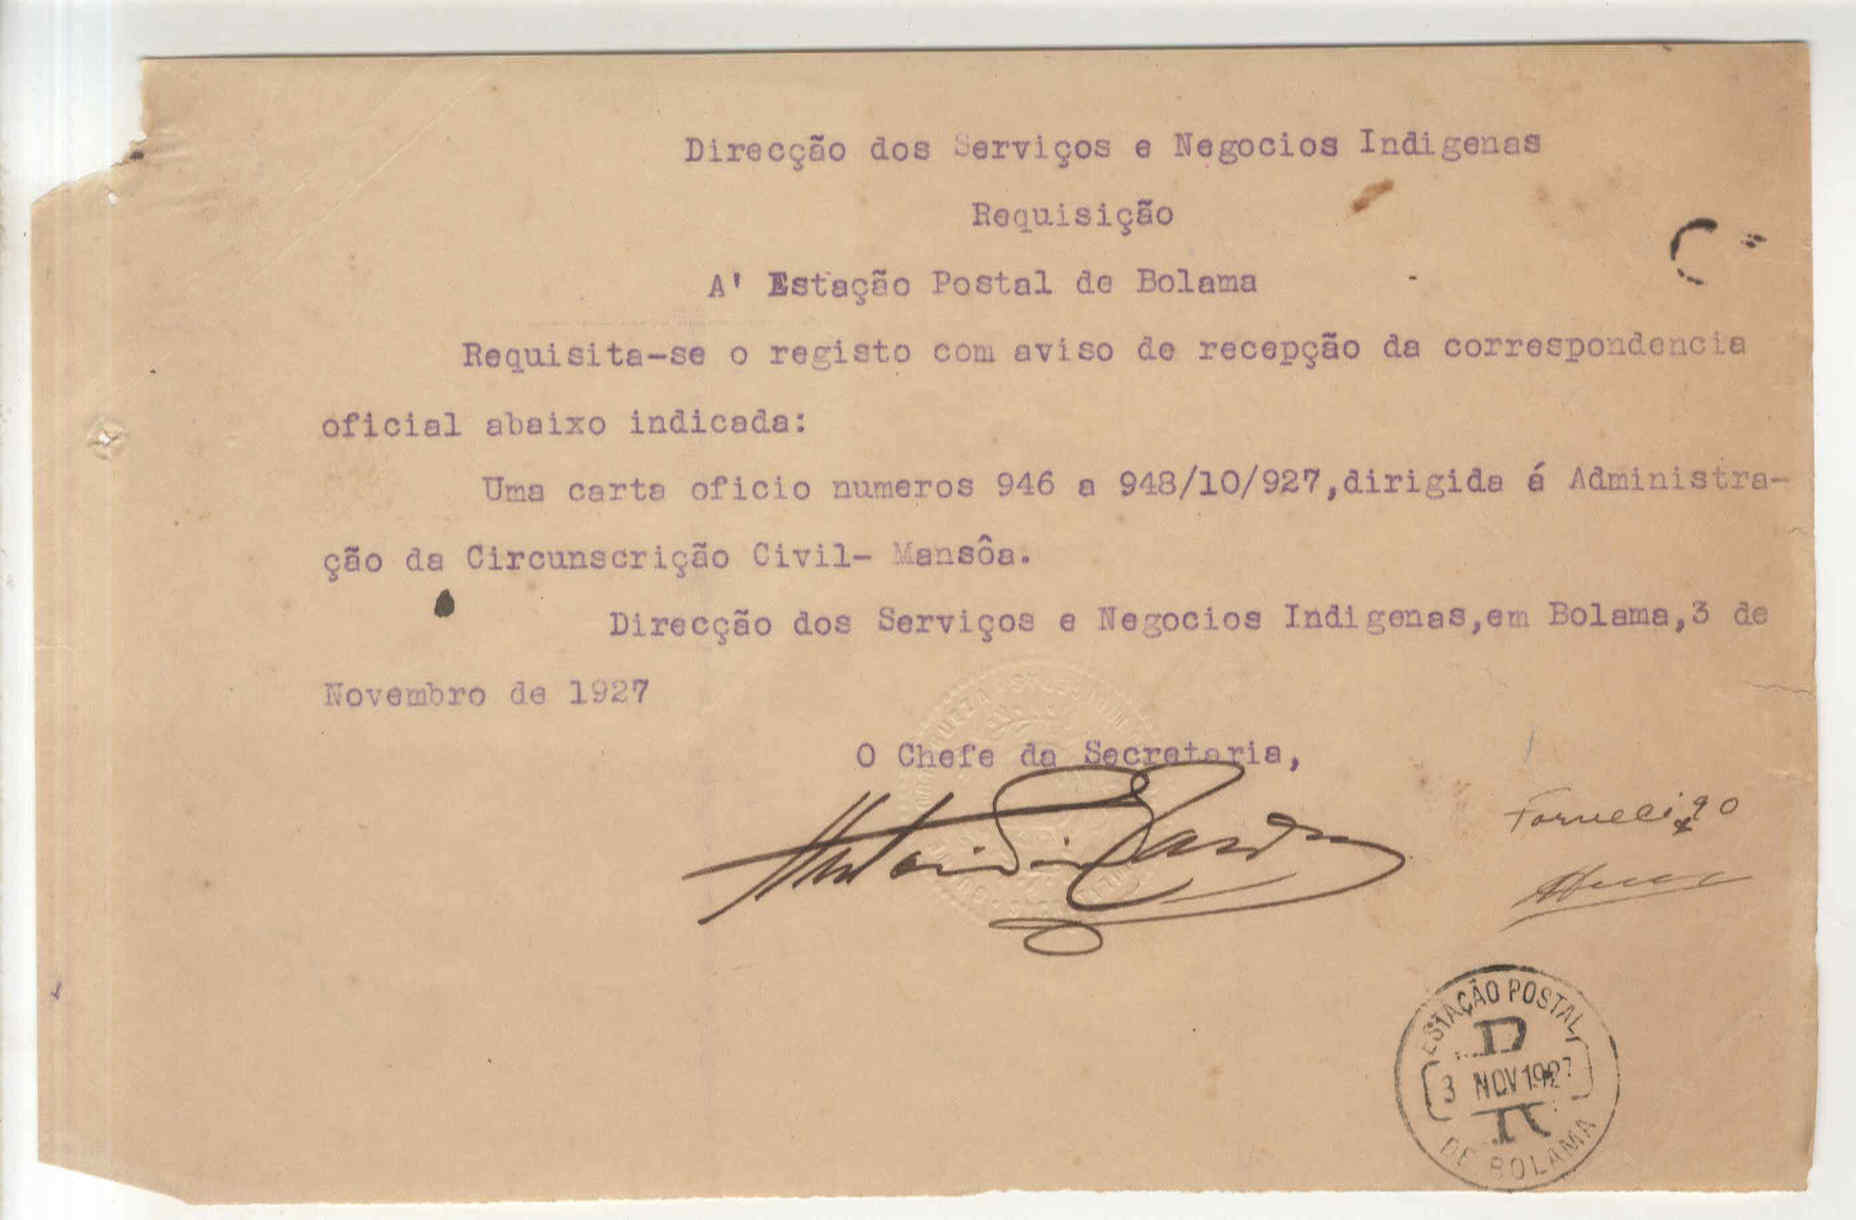 Direcção dos Serviços e Negocios Indigenas
Requisição
A' Estação Postal de Bolama
Requisita-se o registo com aviso de recepção da correspondencia
oficial abaixo indicada:
Uma carta oficio numeros 946 a 948/10/927,dirigida á Administra-
ção da Circunscrição Civil- Mansôa.
Direcção dos Serviços e Negocios Indigenas,em Bolama,3 de
Novembro de 1927
O Chefe da Secretaria,
ESTAÇÃO POSTAL
3 NOV 1927
R
DE BOLAMA